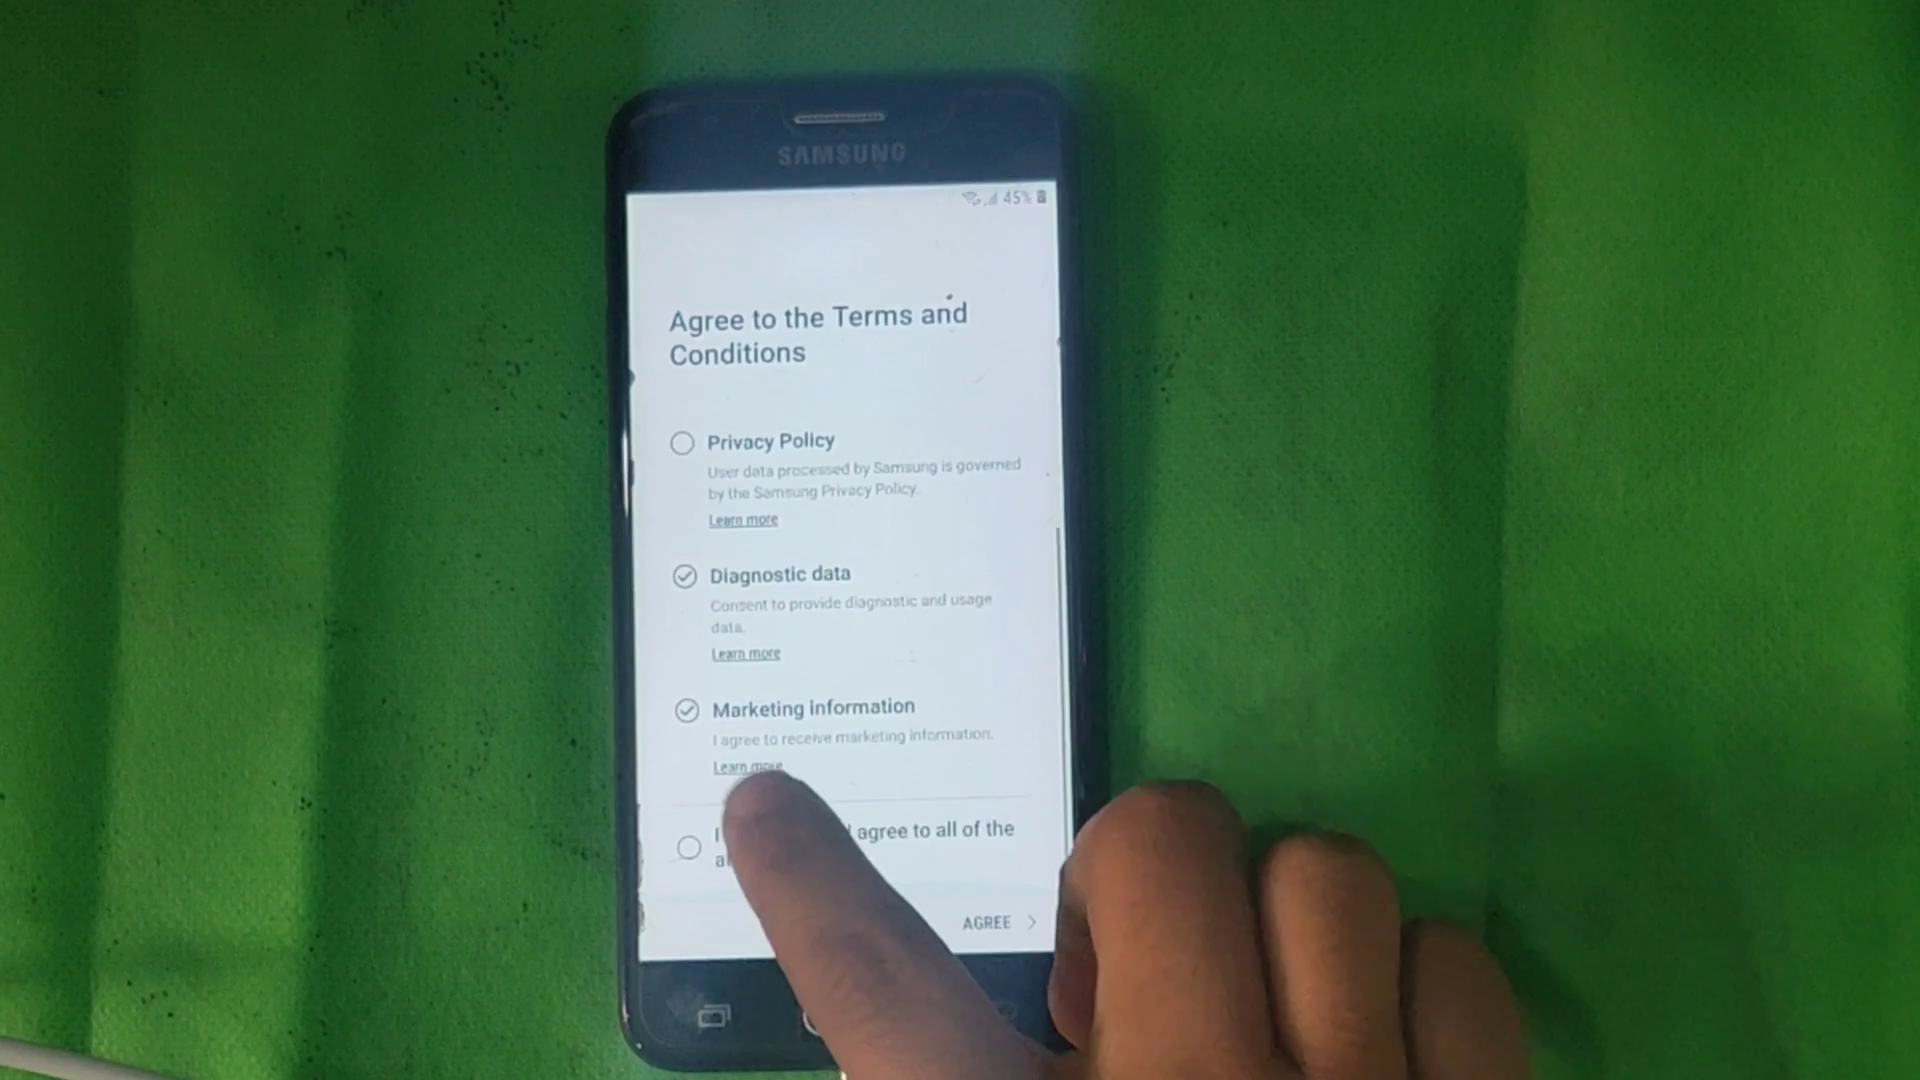 SAMSUNG
45%
Agree to the Terms and
Conditions
Privacy Policy
User data processed by Samsung is governed
by the Samsung Privacy Policy.
Learn more
Diagnostic data
Consent to provide diagnostic and usage
data.
Learn more
Marketing information
I agree to receive marketing information.
Learn more
I agree to all of the
AGREE